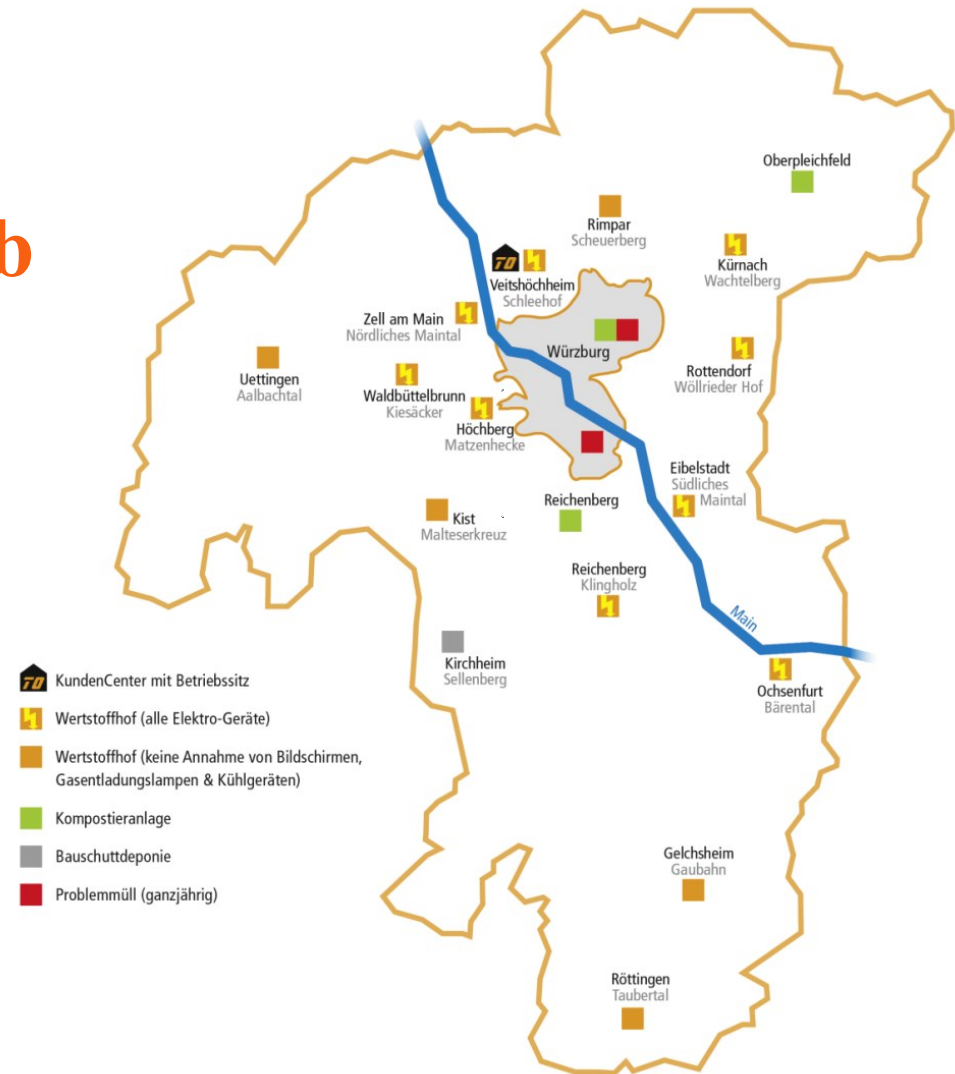 b
Oberpleichfeld
Rimpar
Scheuerberg
Kürnach
Wachtelberg
TO
Veitshöchheim
Schleehof
Zell am Main
Nördliches Maintal
Würzburg
Rottendorf
Wöllrieder Hof
Uettingen
Aalbachtal
Waldbüttelbrunn
Kiesäcker
Höchberg
Matzenhecke
Eibelstadt
Südliches
Maintal
Reichenberg
Kist
Malteserkreuz
Reichenberg
Klingholz
Main
Kirchheim
Sellenberg
Ochsenfurt
Bärental
TO KundenCenter mit Betriebssitz
Wertstoffhof (alle Elektro-Geräte)
Wertstoffhof (keine Annahme von Bildschirmen,
Gasentladungslampen & Kühlgeräten)
Kompostieranlage
Bauschuttdeponie
Problemmüll (ganzjährig)
Gelchsheim
Gaubahn
Röttingen
Taubertal